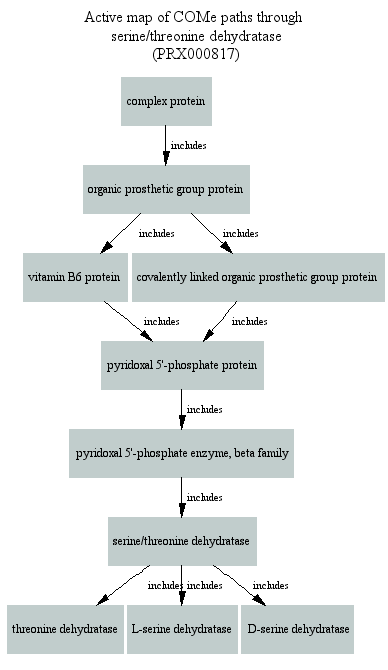 Active map of COMe paths through
serine/threonine dehydratase
(PRX000817)
complex protein
includes
organic prosthetic group protein
includes
includes
vitamin B6 protein
covalently linked organic prosthetic group protein
includes
includes
pyridoxal 5'-phosphate protein
includes
pyridoxal 5'-phosphate enzyme, beta family
includes
serine/threonine dehydratase
includes
includes
includes
threonine dehydratase
L-serine dehydratase
D-serine dehydratase